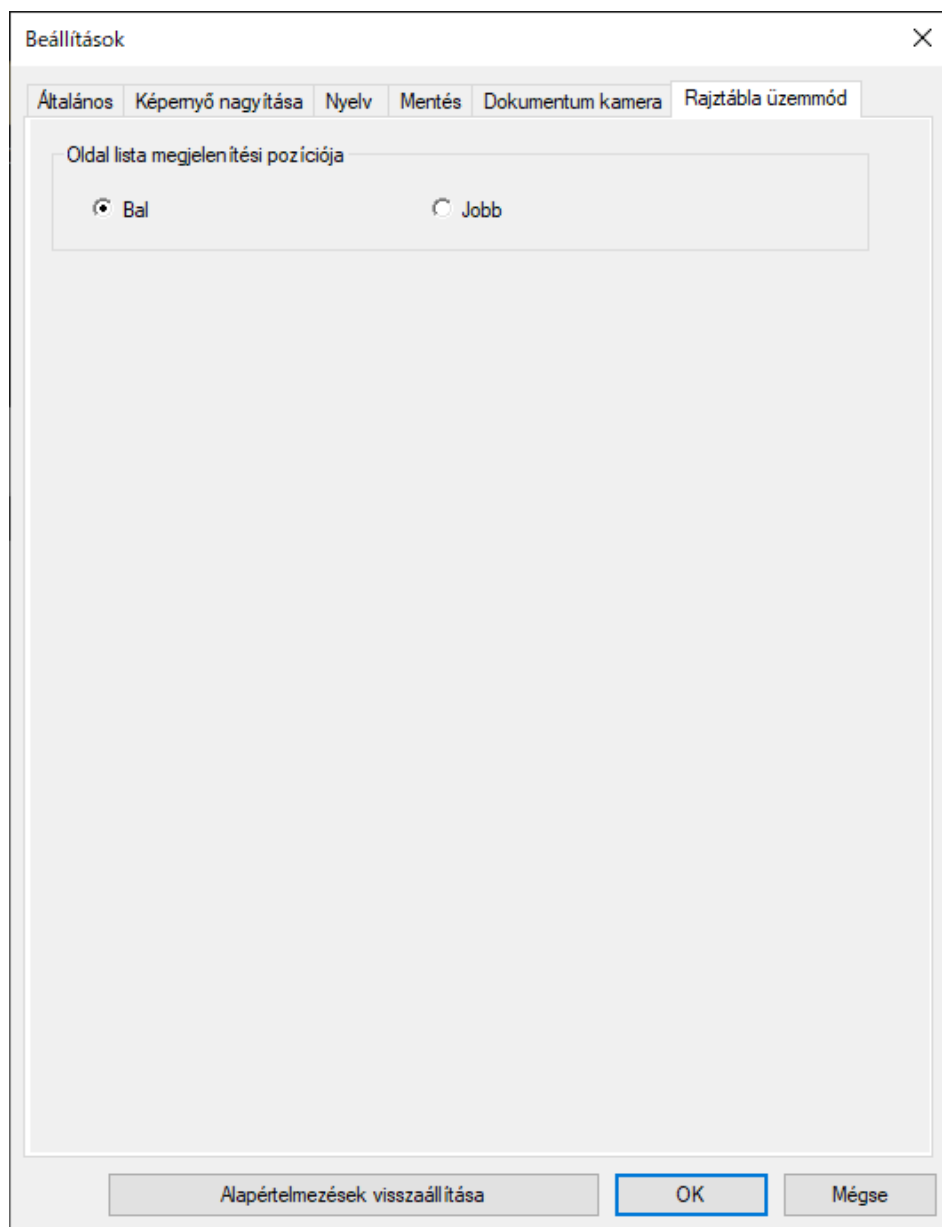 Beállítások
Általános Képernyő nagyítása Nyelv Mentés Dokumentum kamera Rajztábla üzemmód
Oldal lista megjelenítési pozíciója
Bal Jobb
Alapértelmezések visszaállítása OK Mégse